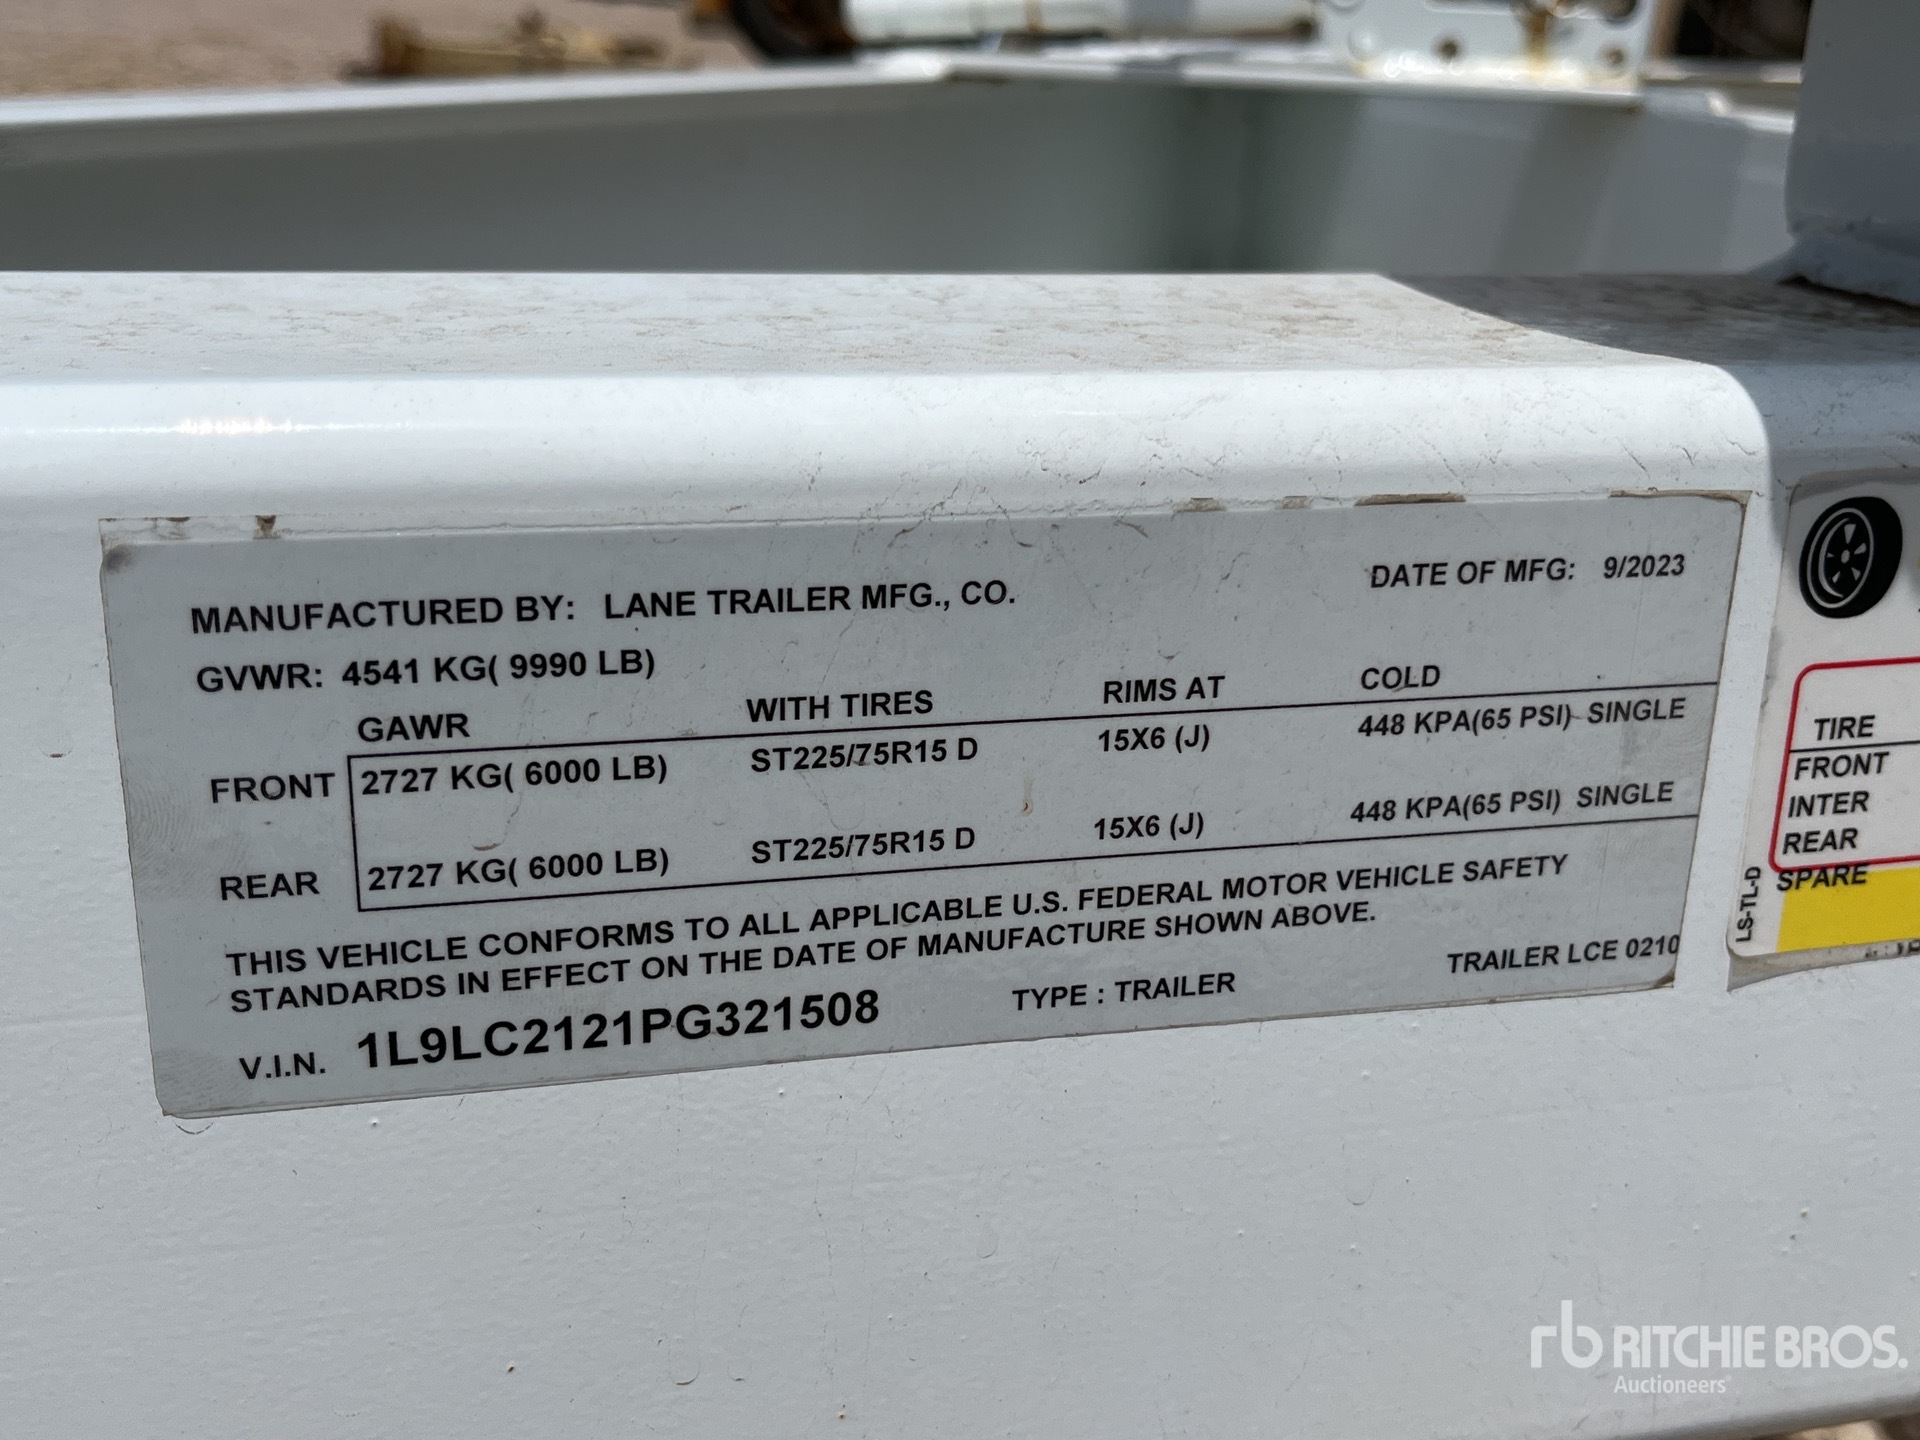 MANUFACTURED BY: LANE TRAILER MFG., CO. DATE OF MFG: 9/2023
GVWR: 4541 KG( 9990 LB)
GAWR WITH TIRES RIMS AT COLD
FRONT 2727 KG( 6000 LB) ST225/75R15 D 15X6 (J) 448 KPA(65 PSI) SINGLE
REAR 2727 KG( 6000 LB) ST225/75R15 D 15X6 (J) 448 KPA(65 PSI) SINGLE
THIS VEHICLE CONFORMS TO ALL APPLICABLE U.S. FEDERAL MOTOR VEHICLE SAFETY
STANDARDS IN EFFECT ON THE DATE OF MANUFACTURE SHOWN ABOVE.
V.I.N. 1L9LC2121PG321508 TYPE : TRAILER TRAILER LCE 0210
TIRE
FRONT
INTER
REAR
SPARE
LS-TL-D
rb RITCHIE BROS.
Auctioneers